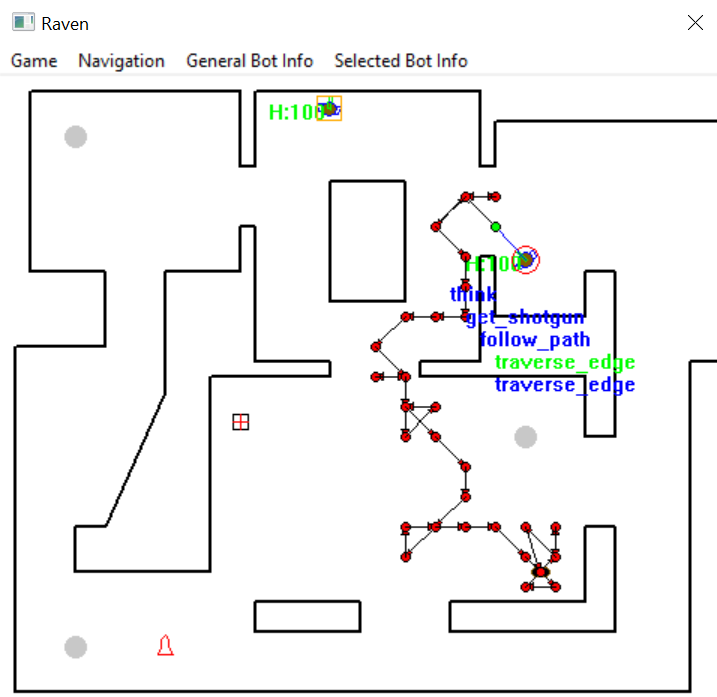 Raven
Game Navigation General Bot Info Selected Bot Info
H:100
H:100
think
get_shotgun
follow_path
traverse_edge
traverse_edge